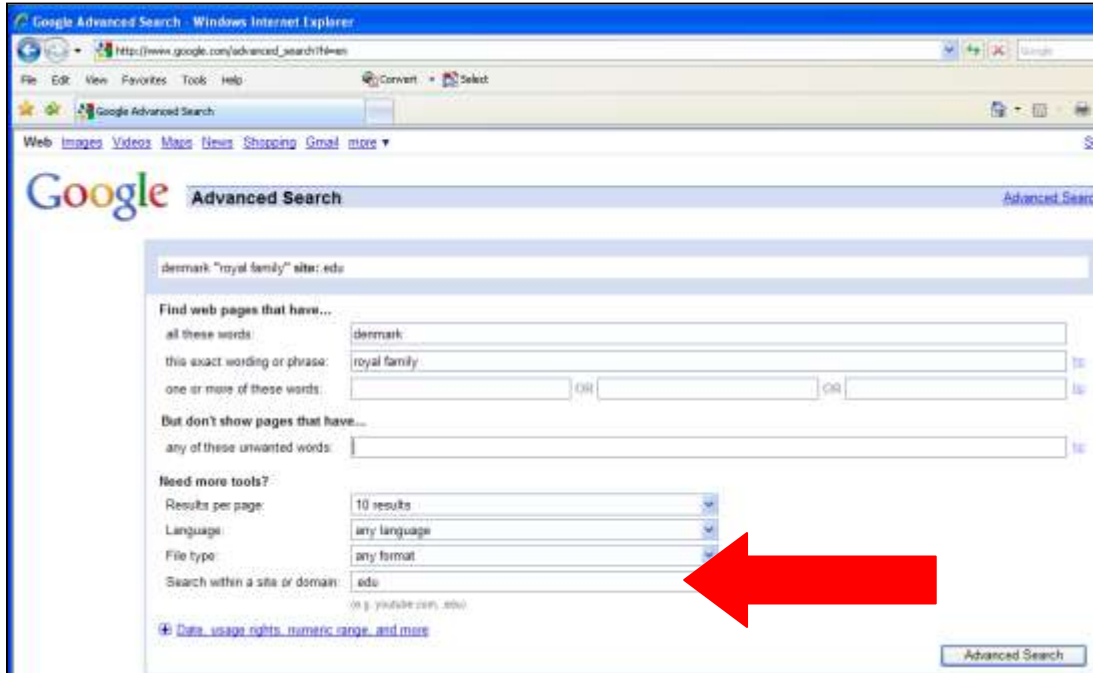 Google Advanced Search - Windows Internet Explorer
http://www.google.com/advanced_search?hl=en
Google
File Edit View Favorites Tools Help Convert Select
Google Advanced Search
Web Images Videos Maps News Shopping Gmail more ▼
Google Advanced Search Advanced Searc
denmark "royal family" site:.edu
Find web pages that have...
all these words: denmark
this exact wording or phrase: royal family tip
one or more of these words: OR OR tip
But don't show pages that have...
any of these unwanted words: tip
Need more tools?
Results per page: 10 results
Language: any language
File type: any format
Search within a site or domain: .edu
(e.g. youtube.com, .edu)
Date, usage rights, numeric range, and more
Advanced Search